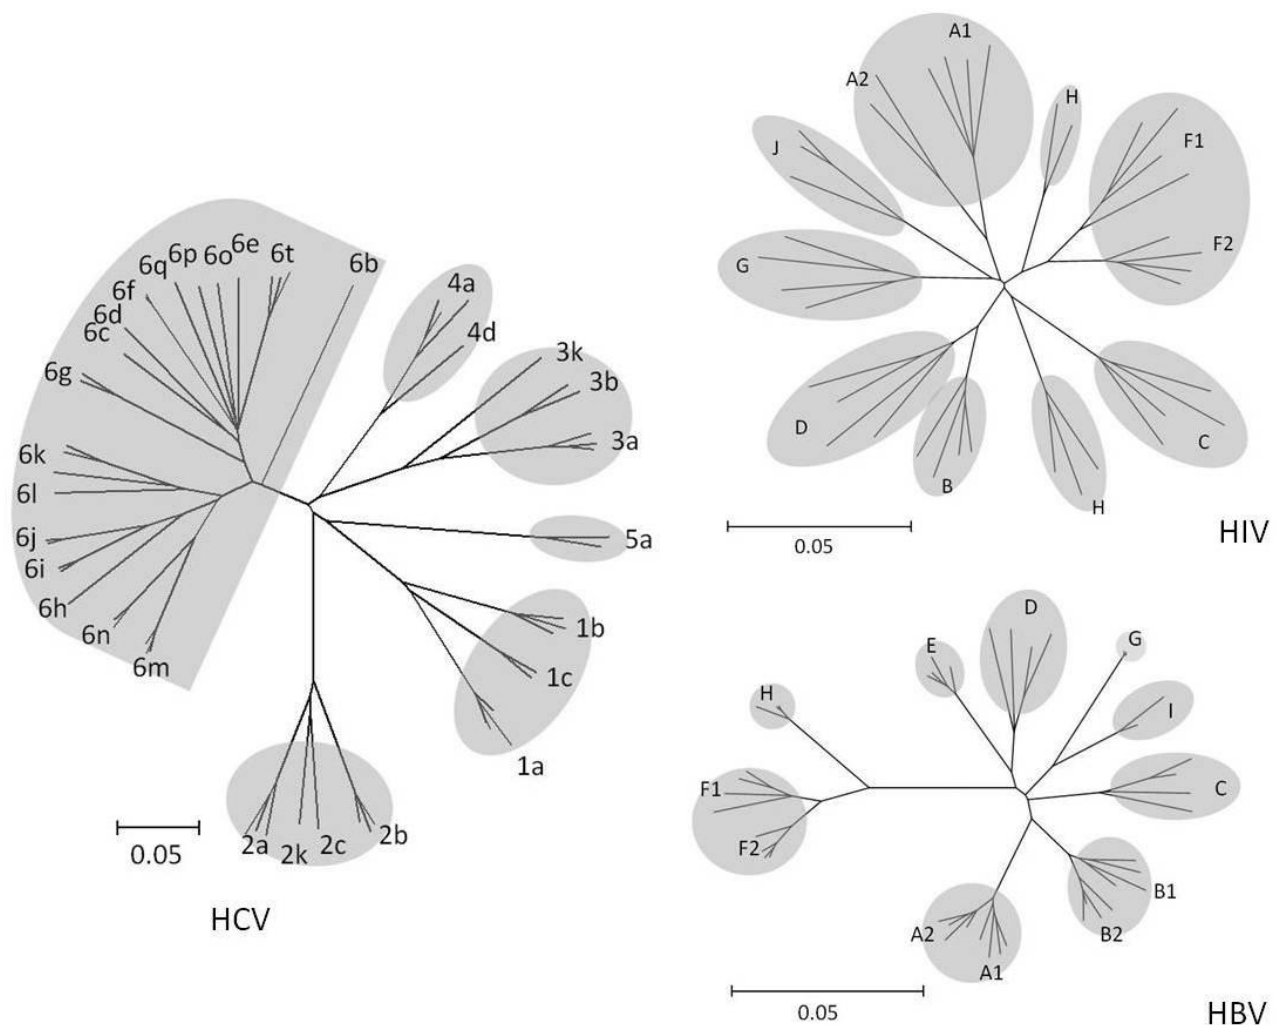 6q
6p
6o
6e
6t
6b
6f
6d
6c
6g
6k
6l
6j
6i
6h
6n
6m
4a
4d
3k
3b
3a
5a
1b
1c
1a
2a
2k
2c
2b
0.05
HCV
A1
A2
H
F1
J
G
F2
D
B
H
C
0.05
HIV
D
E
G
H
I
F1
C
F2
B1
A2
B2
A1
0.05
HBV